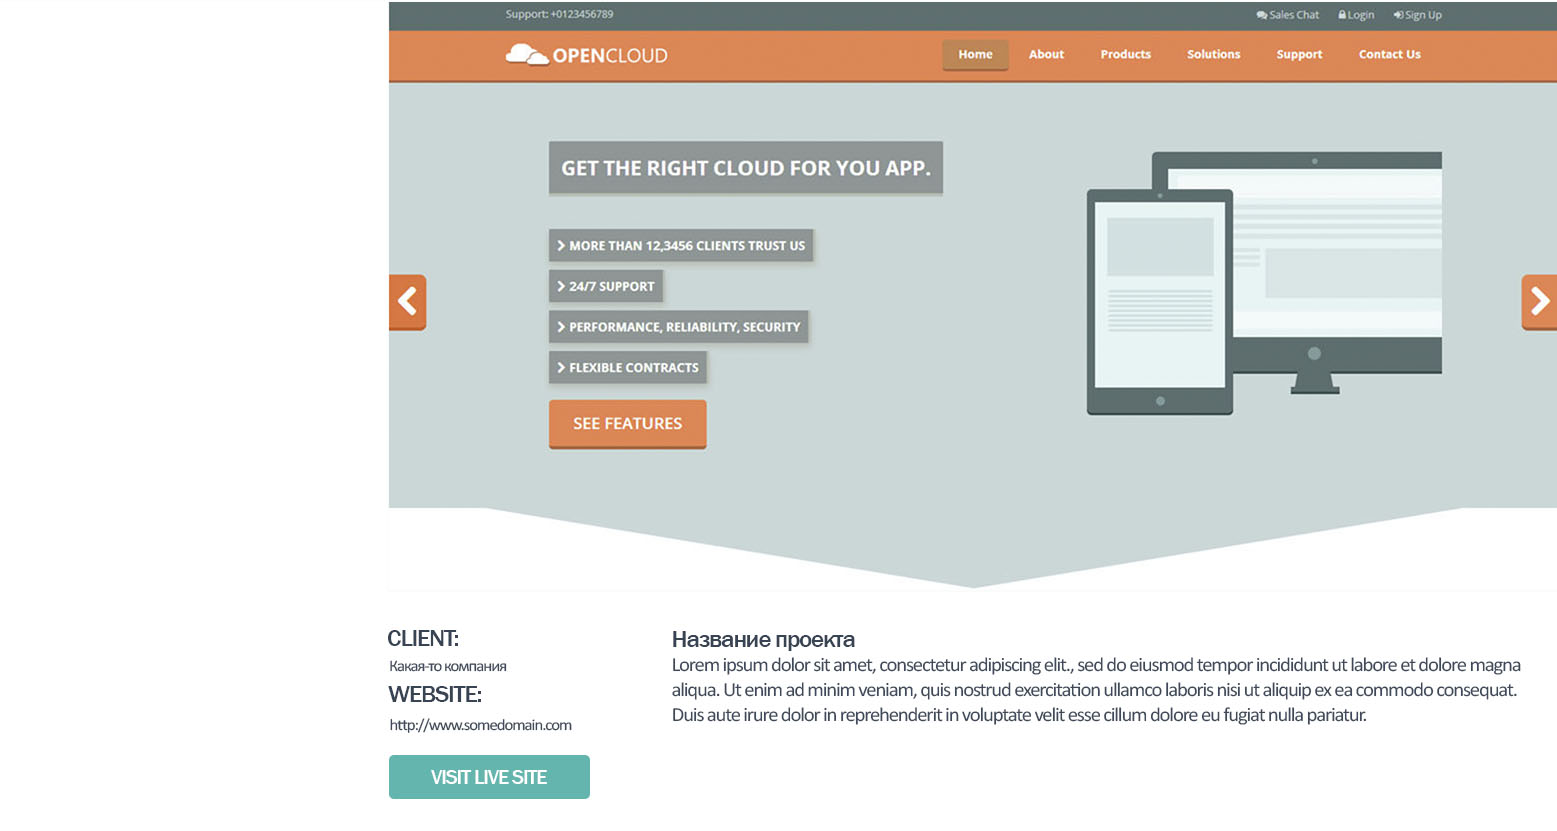 Support: +0123456789
Sales Chat Login Sign Up
OPENCLOUD
Home About Products Solutions Support Contact Us
GET THE RIGHT CLOUD FOR YOU APP.
MORE THAN 12,3456 CLIENTS TRUST US
24/7 SUPPORT
PERFORMANCE, RELIABILITY, SECURITY
FLEXIBLE CONTRACTS
SEE FEATURES
CLIENT:
Какая-то компания
WEBSITE:
http://www.somedomain.com
VISIT LIVE SITE
Название проекта
Lorem ipsum dolor sit amet, consectetur adipiscing elit., sed do eiusmod tempor incididunt ut labore et dolore magna
aliqua. Ut enim ad minim veniam, quis nostrud exercitation ullamco laboris nisi ut aliquip ex ea commodo consequat.
Duis aute irure dolor in reprehenderit in voluptate velit esse cillum dolore eu fugiat nulla pariatur.